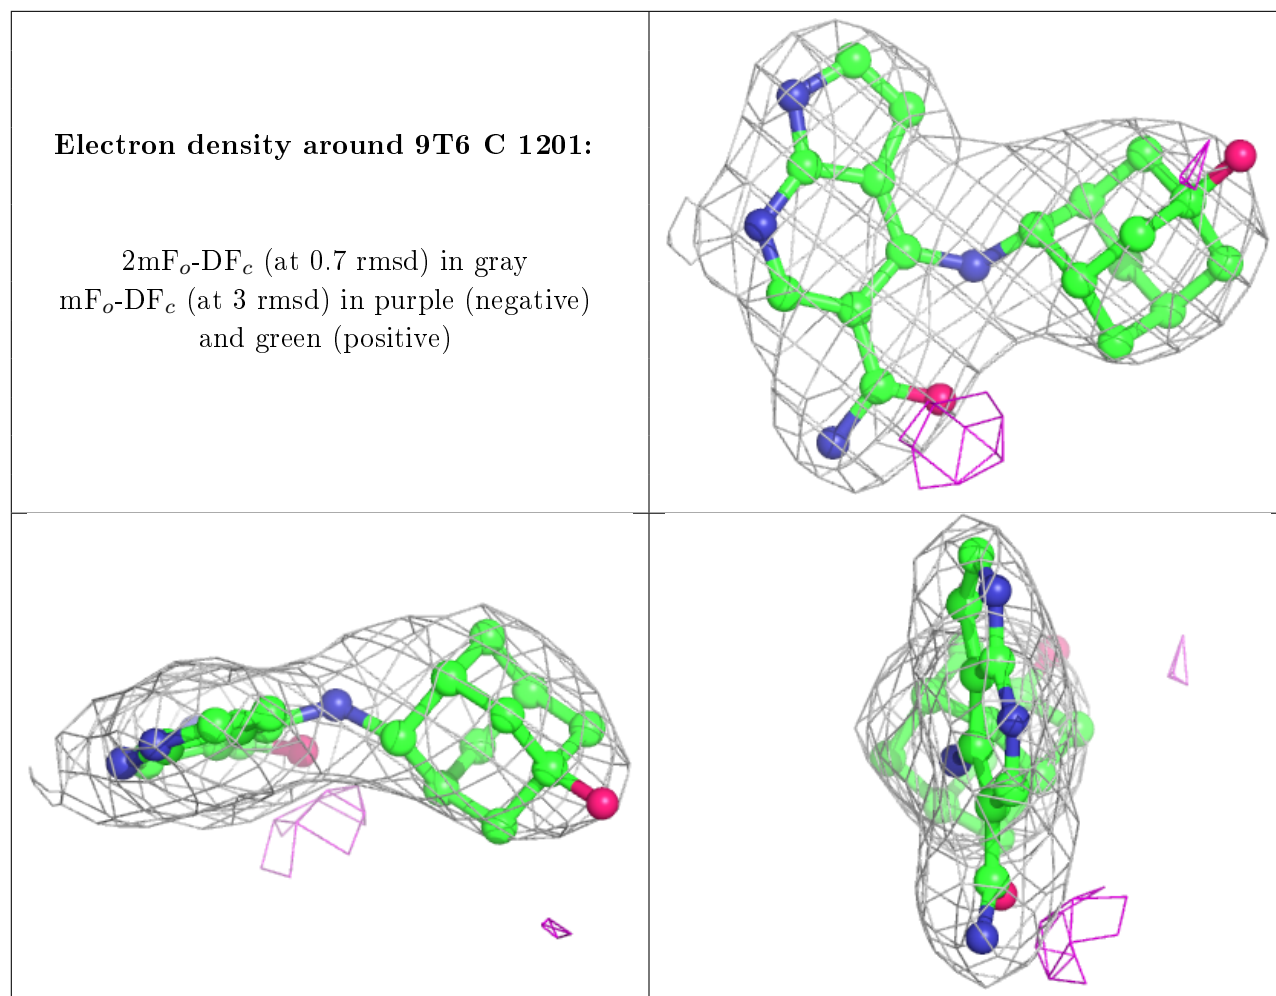 Electron density around 9T6 C 1201:
2mFo-DFc (at 0.7 rmsd) in gray
mFo-DFc (at 3 rmsd) in purple (negative)
and green (positive)